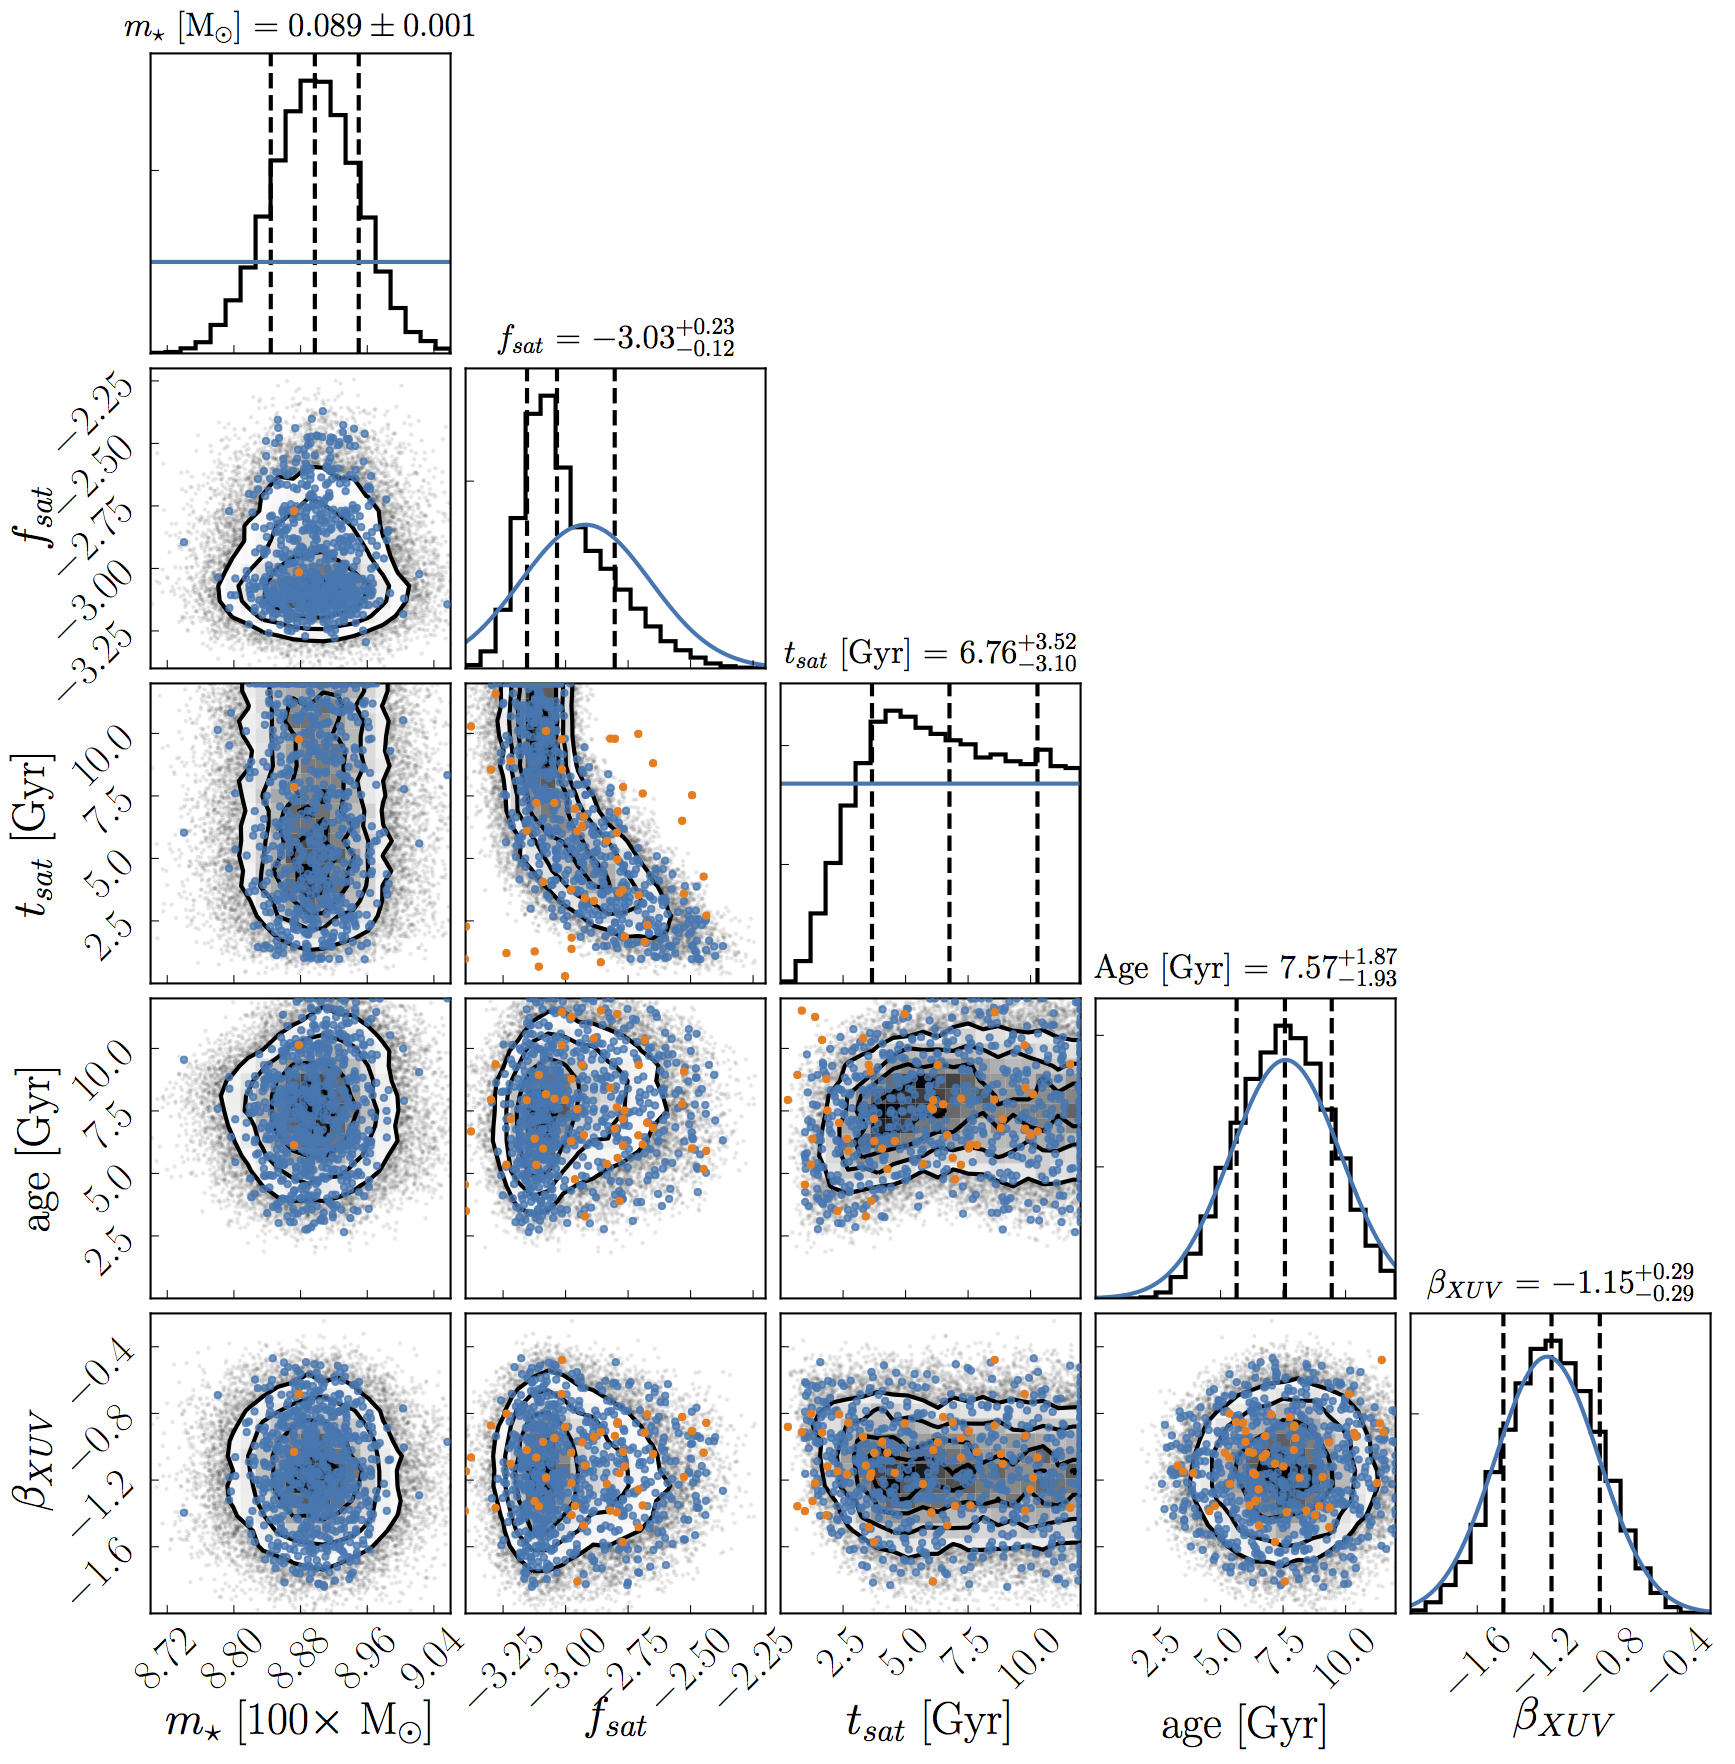 m⋆ [M⊙] = 0.089 ± 0.001
f_sat = −3.03 +0.23 −0.12
t_sat [Gyr] = 6.76 +3.52 −3.10
Age [Gyr] = 7.57 +1.87 −1.93
β_XUV = −1.15 +0.29 −0.29
f_sat
−2.25
−2.50
−2.75
−3.00
−3.25
t_sat [Gyr]
10.0
7.5
5.0
2.5
age [Gyr]
10.0
7.5
5.0
2.5
β_XUV
−0.4
−0.8
−1.2
−1.6
8.72 8.80 8.88 8.96 9.04
m⋆ [100× M⊙]
−3.25 −3.00 −2.75 −2.50 −2.25
f_sat
2.5 5.0 7.5 10.0
t_sat [Gyr]
2.5 5.0 7.5 10.0
age [Gyr]
−1.6 −1.2 −0.8 −0.4
β_XUV